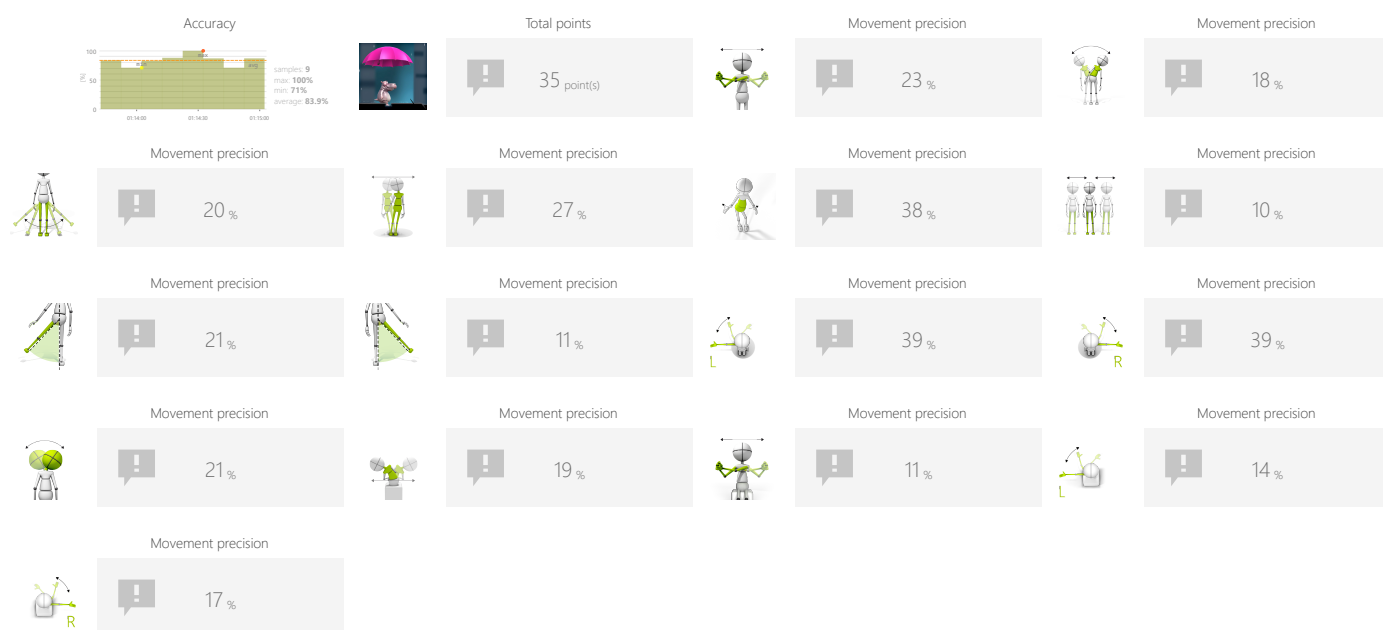 Accuracy
Total points
Movement precision
Movement precision
100
50
0
(%)
max
min
avg
samples: 9
max: 100%
min: 71%
average: 83.9%
01:14:00
01:14:30
01:15:00
35 point(s)
23 %
18 %
Movement precision
Movement precision
Movement precision
Movement precision
20 %
27 %
38 %
10 %
Movement precision
Movement precision
Movement precision
Movement precision
21 %
11 %
L
39 %
R
39 %
Movement precision
Movement precision
Movement precision
Movement precision
21 %
19 %
11 %
L
14 %
Movement precision
R
17 %